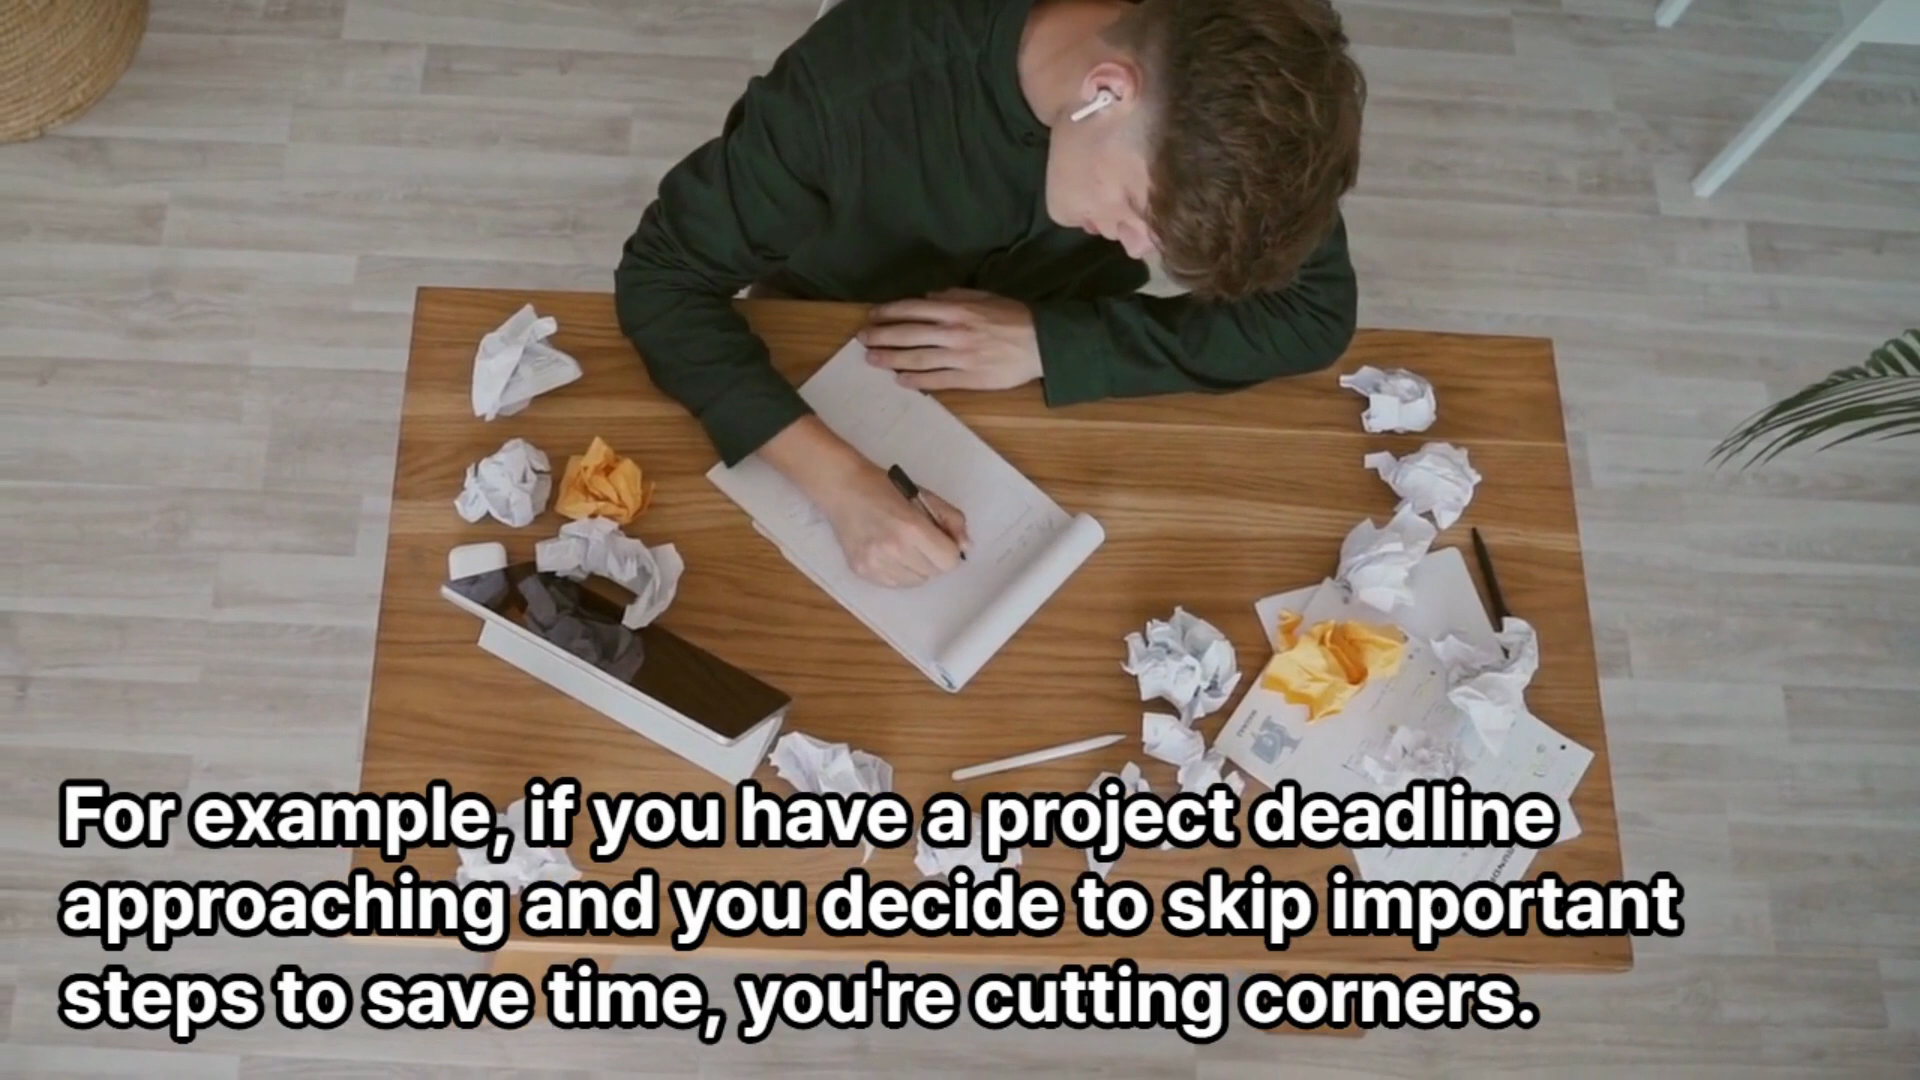 For example, if you have a project deadline
approaching and you decide to skip important
steps to save time, you're cutting corners.